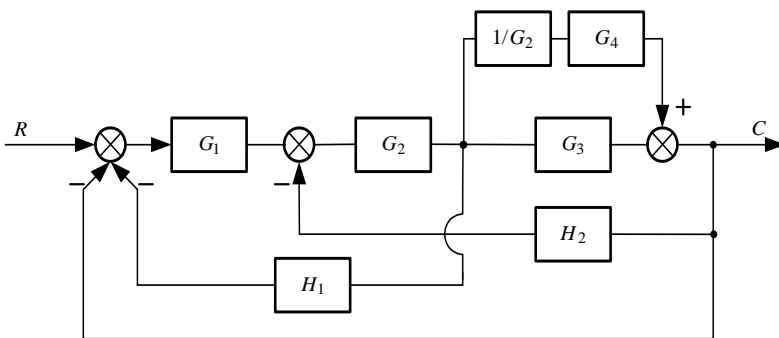 1/G₂
G₄
+
R
G₁
G₂
G₃
C
−
−
−
H₂
H₁